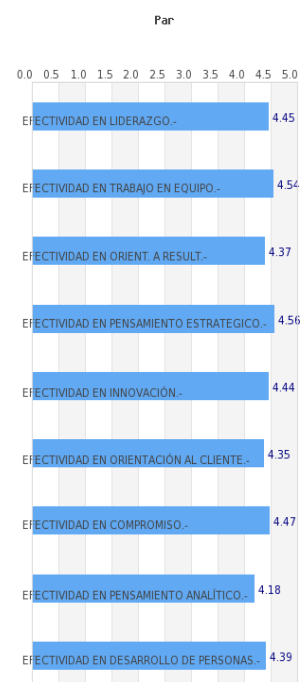 Par
0.0 0.5 1.0 1.5 2.0 2.5 3.0 3.5 4.0 4.5 5.0
EFECTIVIDAD EN LIDERAZGO.- 4.45
EFECTIVIDAD EN TRABAJO EN EQUIPO.- 4.54
EFECTIVIDAD EN ORIENT. A RESULT.- 4.37
EFECTIVIDAD EN PENSAMIENTO ESTRATEGICO.- 4.56
EFECTIVIDAD EN INNOVACIÓN.- 4.44
EFECTIVIDAD EN ORIENTACIÓN AL CLIENTE.- 4.35
EFECTIVIDAD EN COMPROMISO.- 4.47
EFECTIVIDAD EN PENSAMIENTO ANALÍTICO.- 4.18
EFECTIVIDAD EN DESARROLLO DE PERSONAS.- 4.39